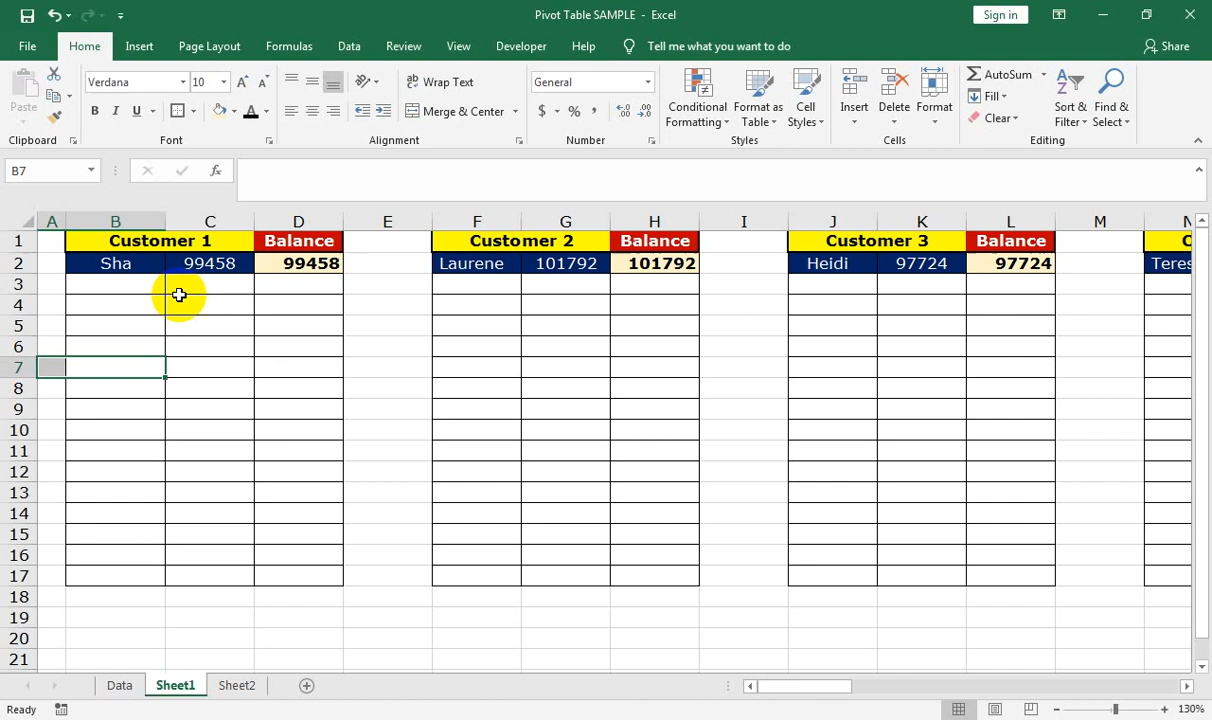 Pivot Table SAMPLE - Excel
Sign in
File Home Insert Page Layout Formulas Data Review View Developer Help Tell me what you want to do Share
Paste
Verdana 10
Wrap Text
General
Conditional Formatting
Format as Table
Cell Styles
Insert
Delete
Format
AutoSum
Fill
Clear
Sort & Filter
Find & Select
B I U
Merge & Center
$ % ,
Clipboard Font Alignment Number Styles Cells Editing
B7 fx
A B C D E F G H I J K L M N
1 Customer 1 Balance Customer 2 Balance Customer 3 Balance C
2 Sha 99458 99458 Laurene 101792 101792 Heidi 97724 97724 Teres
3
4
5
6
7
8
9
10
11
12
13
14
15
16
17
18
19
20
21
Data Sheet1 Sheet2
Ready 130%